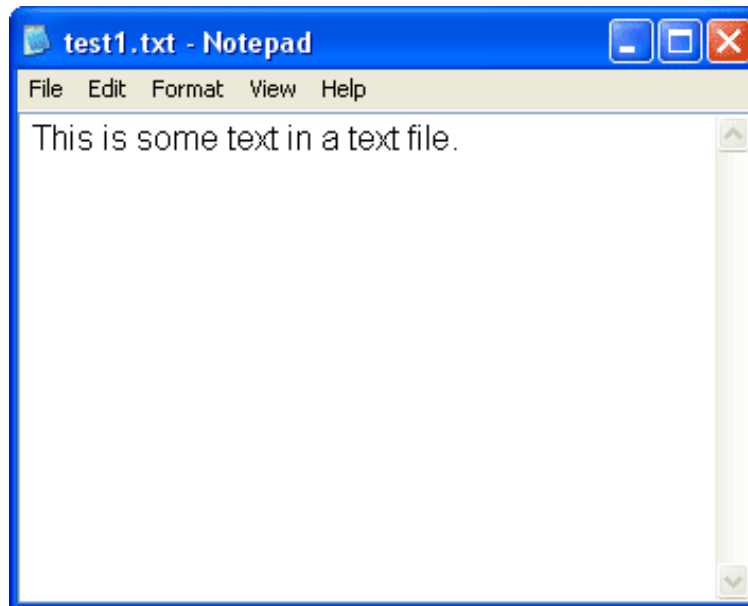 test1.txt - Notepad
File Edit Format View Help
This is some text in a text file.